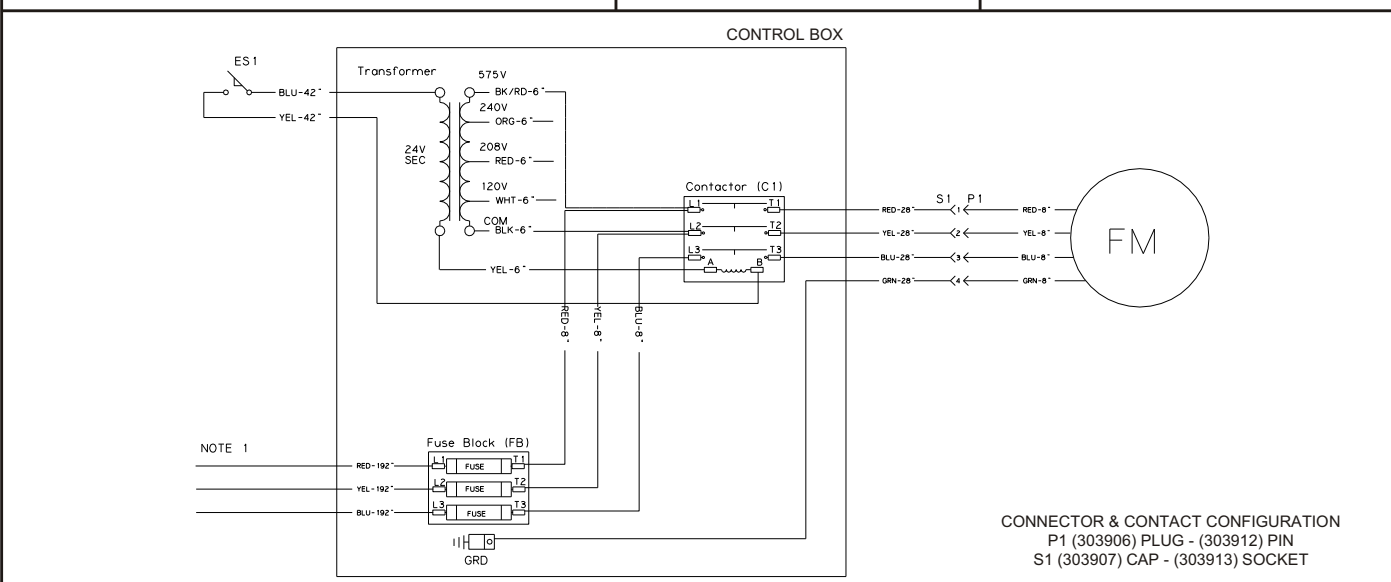 CONTROL BOX
ES1
BLU-42"
YEL-42"
Transformer
575V
BK/RD-6"
240V
ORG-6"
24V
SEC
208V
RED-6"
120V
WHT-6"
COM
BLK-6"
YEL-6"
Contactor (C1)
L1 T1
L2 T2
L3 T3
A B
S1 P1
RED-28" 1 RED-8"
YEL-28" 2 YEL-8"
BLU-28" 3 BLU-8"
GRN-28" 4 GRN-8"
FM
RED-8"
YEL-8"
BLU-8"
NOTE 1
Fuse Block (FB)
RED-192" L1 FUSE T1
YEL-192" L2 FUSE T2
BLU-192" L3 FUSE T3
GRD
CONNECTOR & CONTACT CONFIGURATION
P1 (303906) PLUG - (303912) PIN
S1 (303907) CAP - (303913) SOCKET